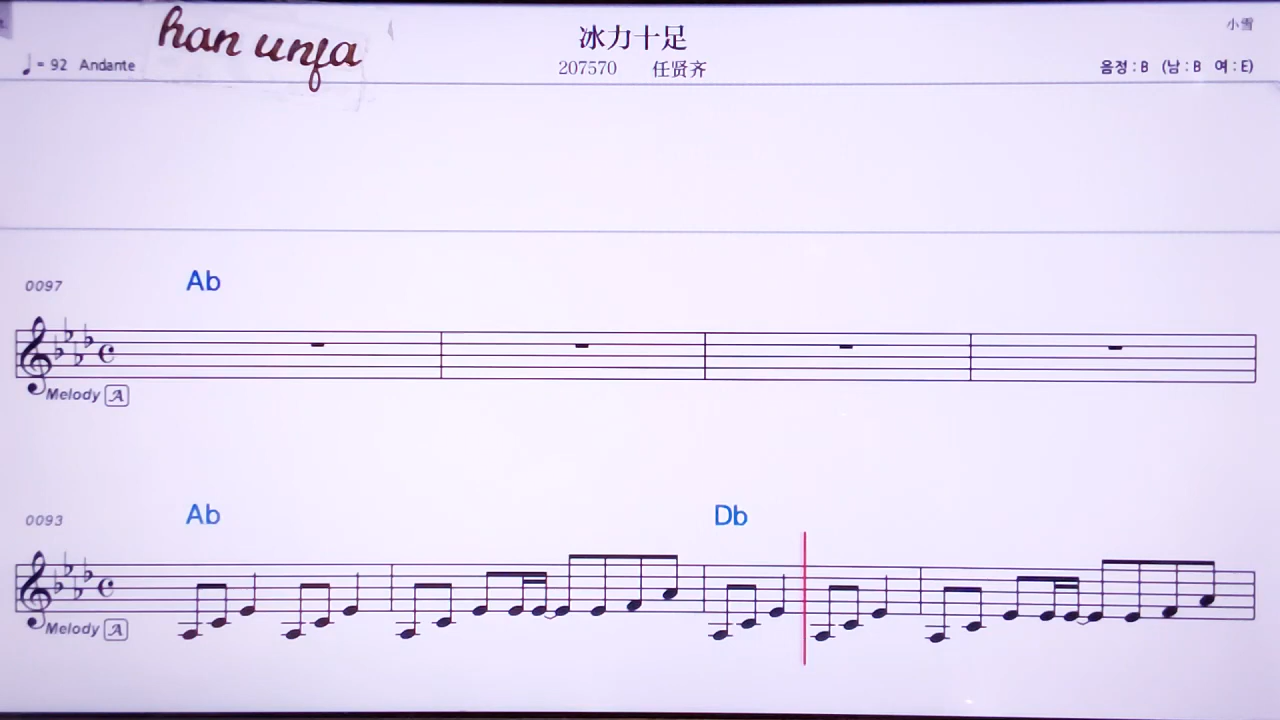 han unfa
冰力十足
小雪
♩= 92 Andante
207570 任贤齐
음정 : B (남 : B 여 : E)
0097
Ab
Melody A
0093
Ab Db
Melody A